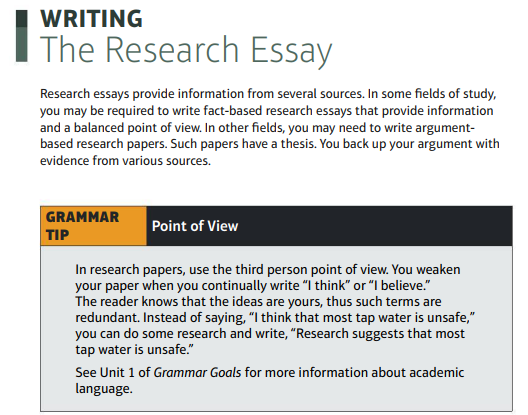 WRITING
The Research Essay
Research essays provide information from several sources. In some fields of study,
you may be required to write fact-based research essays that provide information
and a balanced point of view. In other fields, you may need to write argument-
based research papers. Such papers have a thesis. You back up your argument with
evidence from various sources.
GRAMMAR
TIP
Point of View
In research papers, use the third person point of view. You weaken
your paper when you continually write “I think” or “I believe.”
The reader knows that the ideas are yours, thus such terms are
redundant. Instead of saying, “I think that most tap water is unsafe,”
you can do some research and write, “Research suggests that most
tap water is unsafe.”
See Unit 1 of Grammar Goals for more information about academic
language.